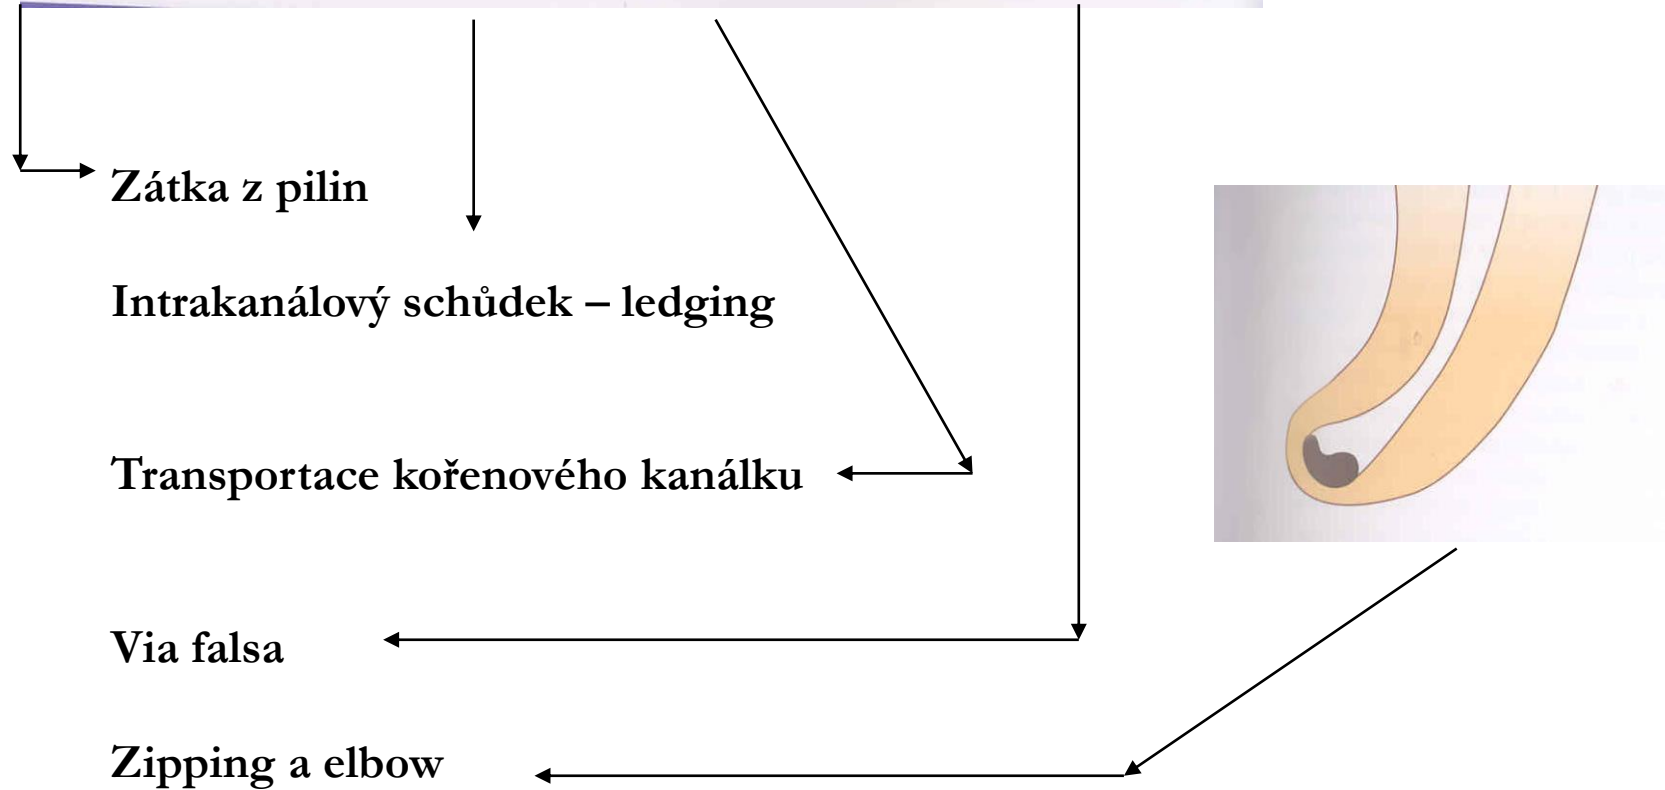 Zátka z pilin
Intrakanálový schůdek – ledging
Transportace kořenového kanálku
Via falsa
Zipping a elbow